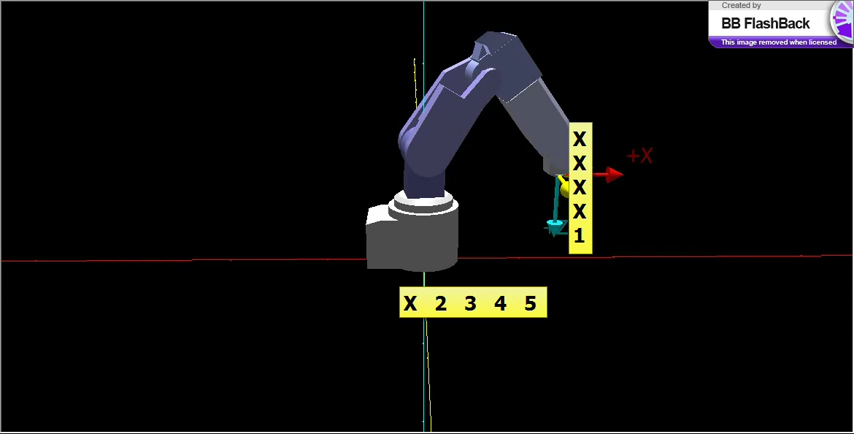 Created by
BB FlashBack
This image removed when licensed
+X
X
X
X
X
1
X 2 3 4 5